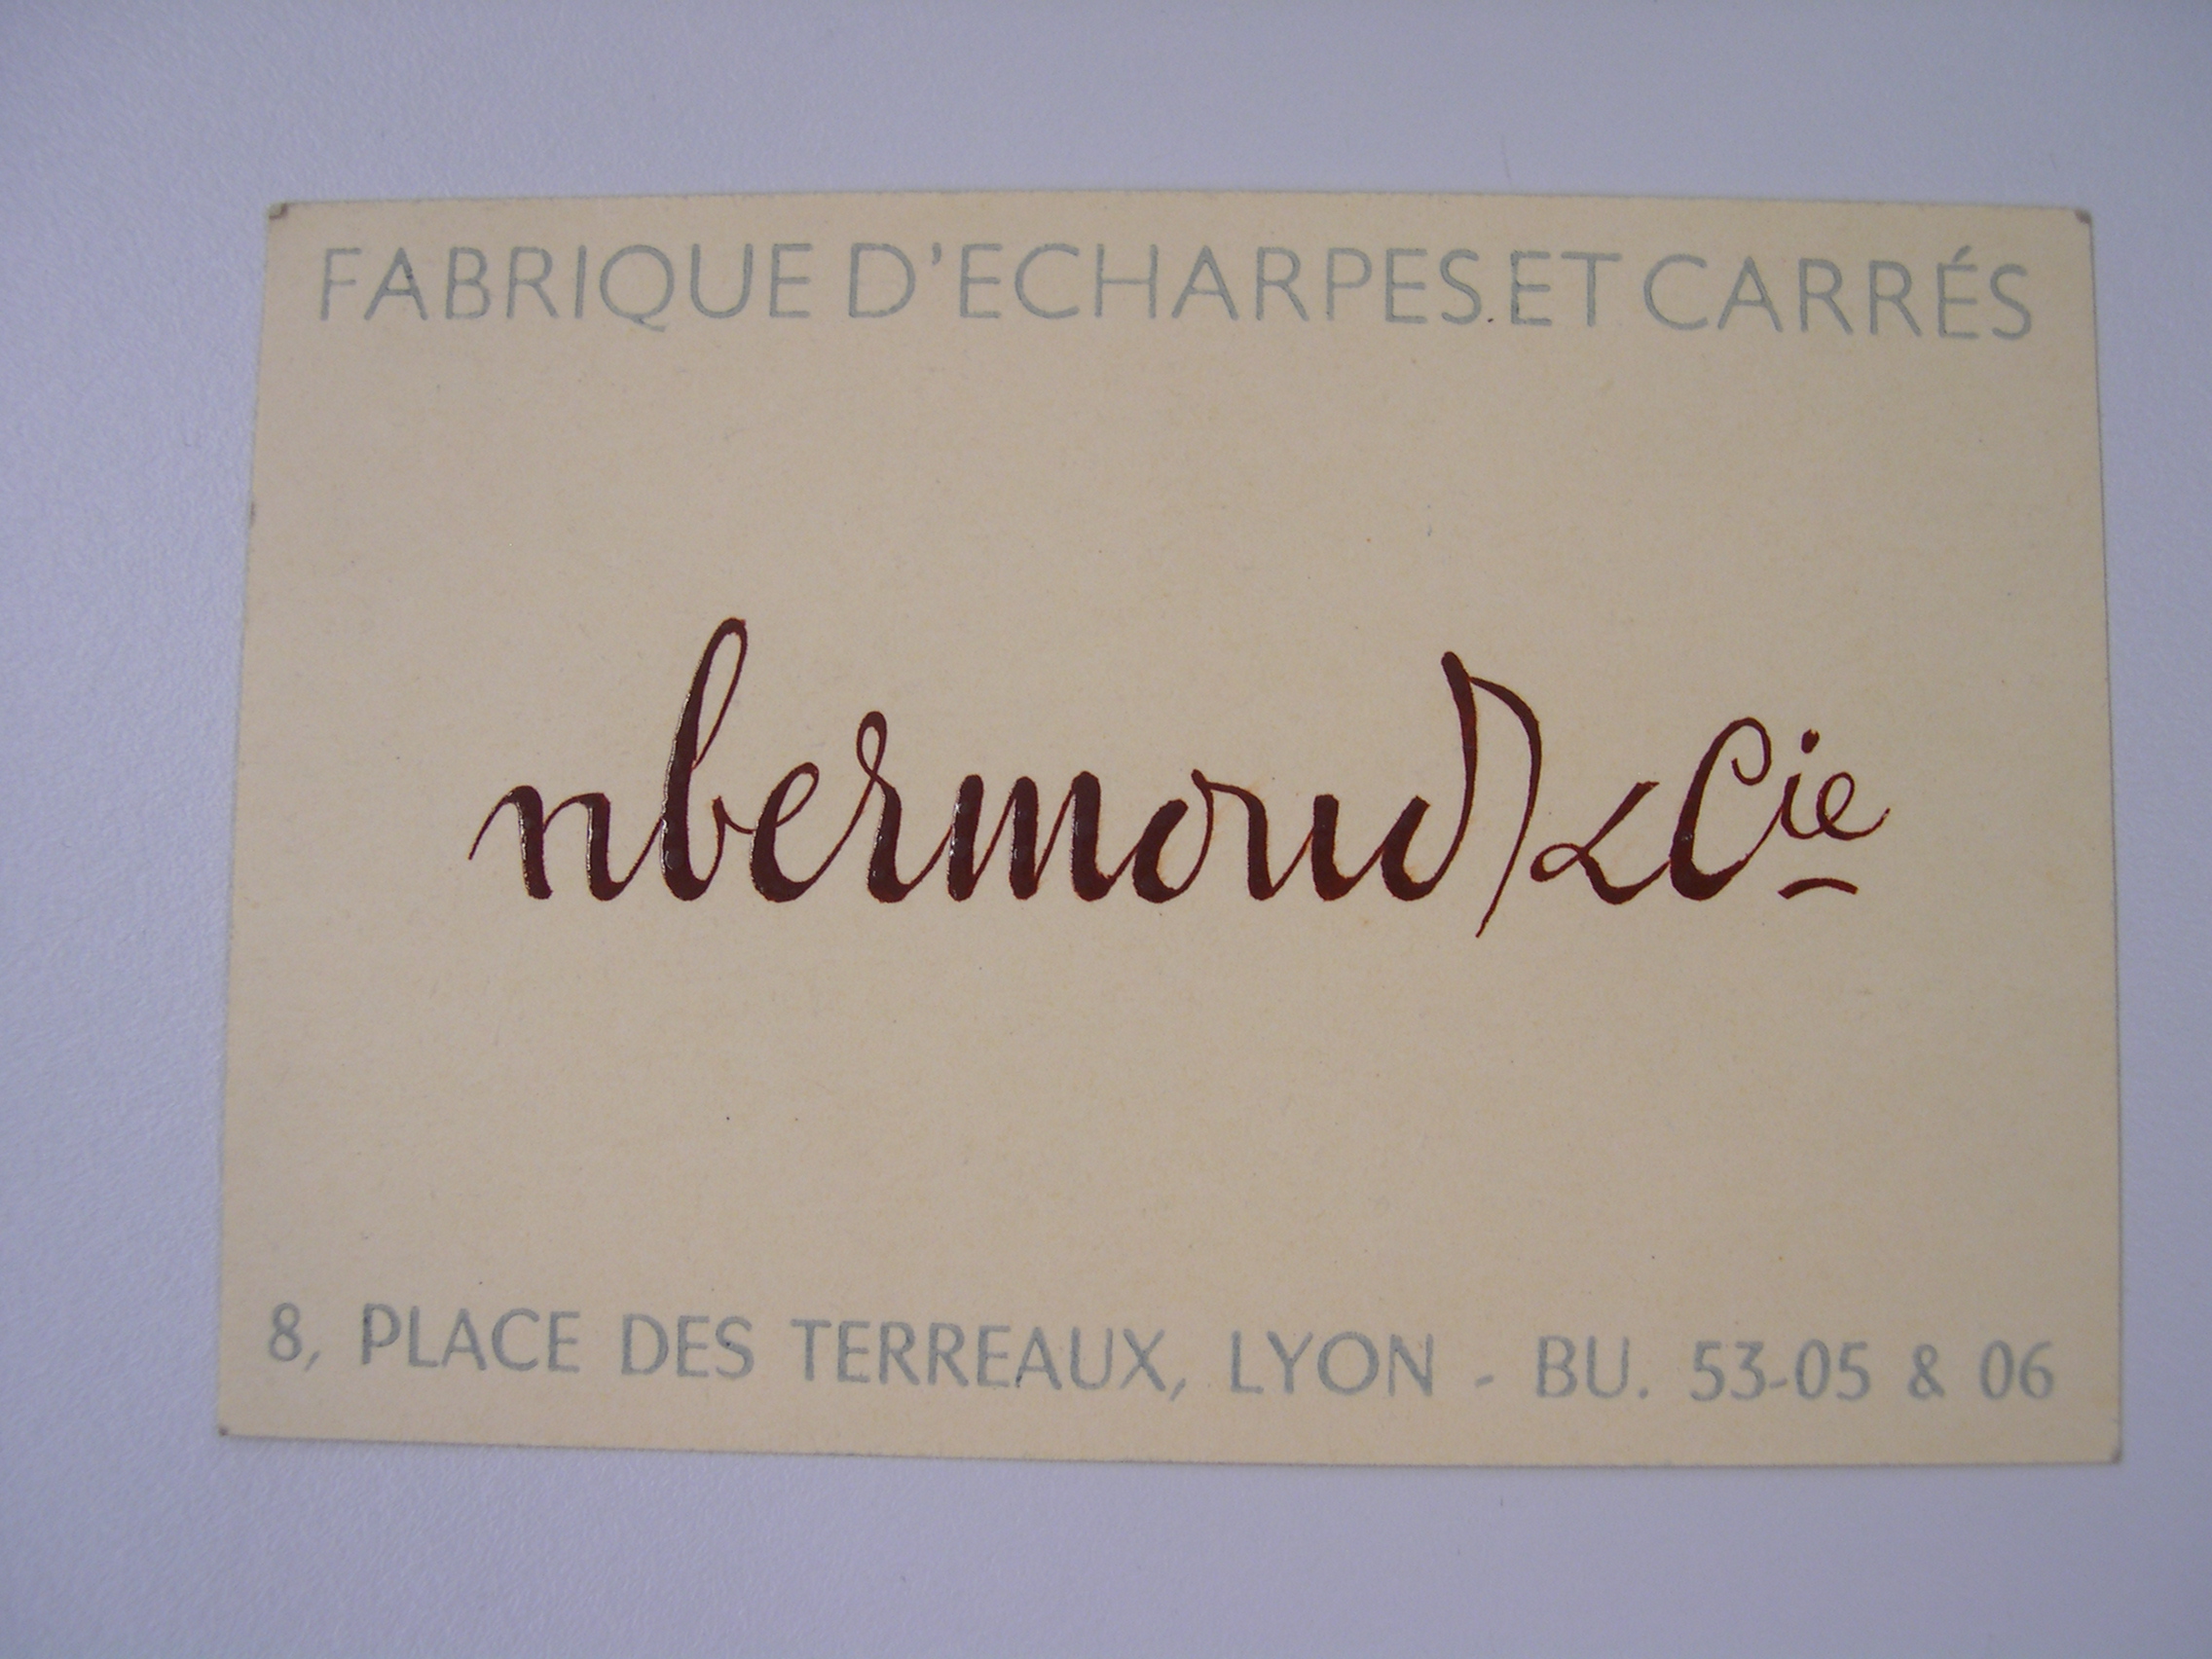 FABRIQUE D'ECHARPES ET CARRÉS
nbermond & Cie
8, PLACE DES TERREAUX, LYON - BU. 53-05 & 06